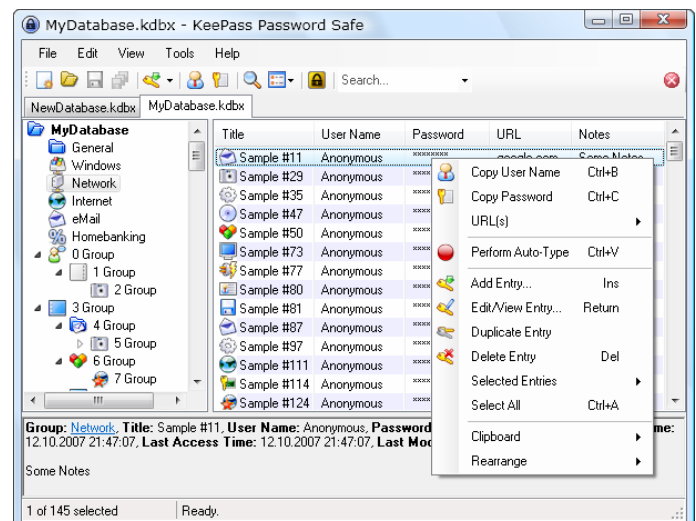 MyDatabase.kdbx - KeePass Password Safe
File Edit View Tools Help
Search...
NewDatabase.kdbx MyDatabase.kdbx
MyDatabase
General
Windows
Network
Internet
eMail
Homebanking
0 Group
1 Group
2 Group
3 Group
4 Group
5 Group
6 Group
7 Group
Title User Name Password URL Notes
Sample #11 Anonymous ******** google.com Some Notes
Sample #29 Anonymous ****
Sample #35 Anonymous ****
Sample #47 Anonymous ****
Sample #50 Anonymous ****
Sample #73 Anonymous ****
Sample #77 Anonymous ****
Sample #80 Anonymous ****
Sample #81 Anonymous ****
Sample #87 Anonymous ****
Sample #97 Anonymous ****
Sample #111 Anonymous ****
Sample #114 Anonymous ****
Sample #124 Anonymous ****
Copy User Name Ctrl+B
Copy Password Ctrl+C
URL(s)
Perform Auto-Type Ctrl+V
Add Entry... Ins
Edit/View Entry... Return
Duplicate Entry
Delete Entry Del
Selected Entries
Select All Ctrl+A
Clipboard
Rearrange
Group: Network, Title: Sample #11, User Name: Anonymous, Password me:
12.10.2007 21:47:07, Last Access Time: 12.10.2007 21:47:07, Last Mod
Some Notes
1 of 145 selected Ready.